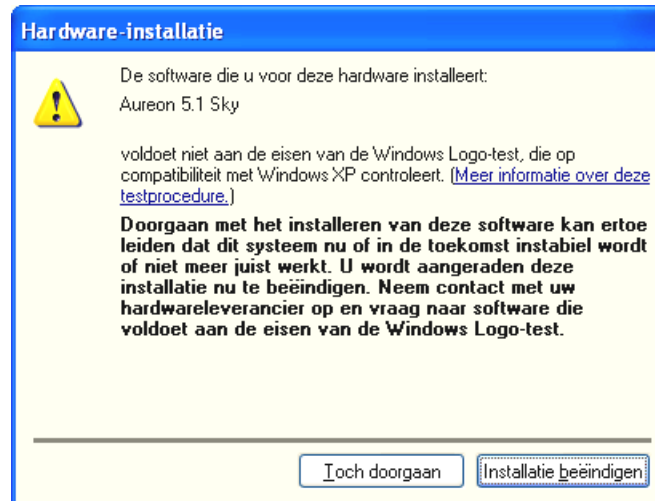 Hardware-installatie
De software die u voor deze hardware installeert:
Aureon 5.1 Sky
voldoet niet aan de eisen van de Windows Logo-test, die op
compatibiliteit met Windows XP controleert. (Meer informatie over deze
testprocedure.)
Doorgaan met het installeren van deze software kan ertoe
leiden dat dit systeem nu of in de toekomst instabiel wordt
of niet meer juist werkt. U wordt aangeraden deze
installatie nu te beëindigen. Neem contact met uw
hardwareleverancier op en vraag naar software die
voldoet aan de eisen van de Windows Logo-test.
Toch doorgaan Installatie beëindigen